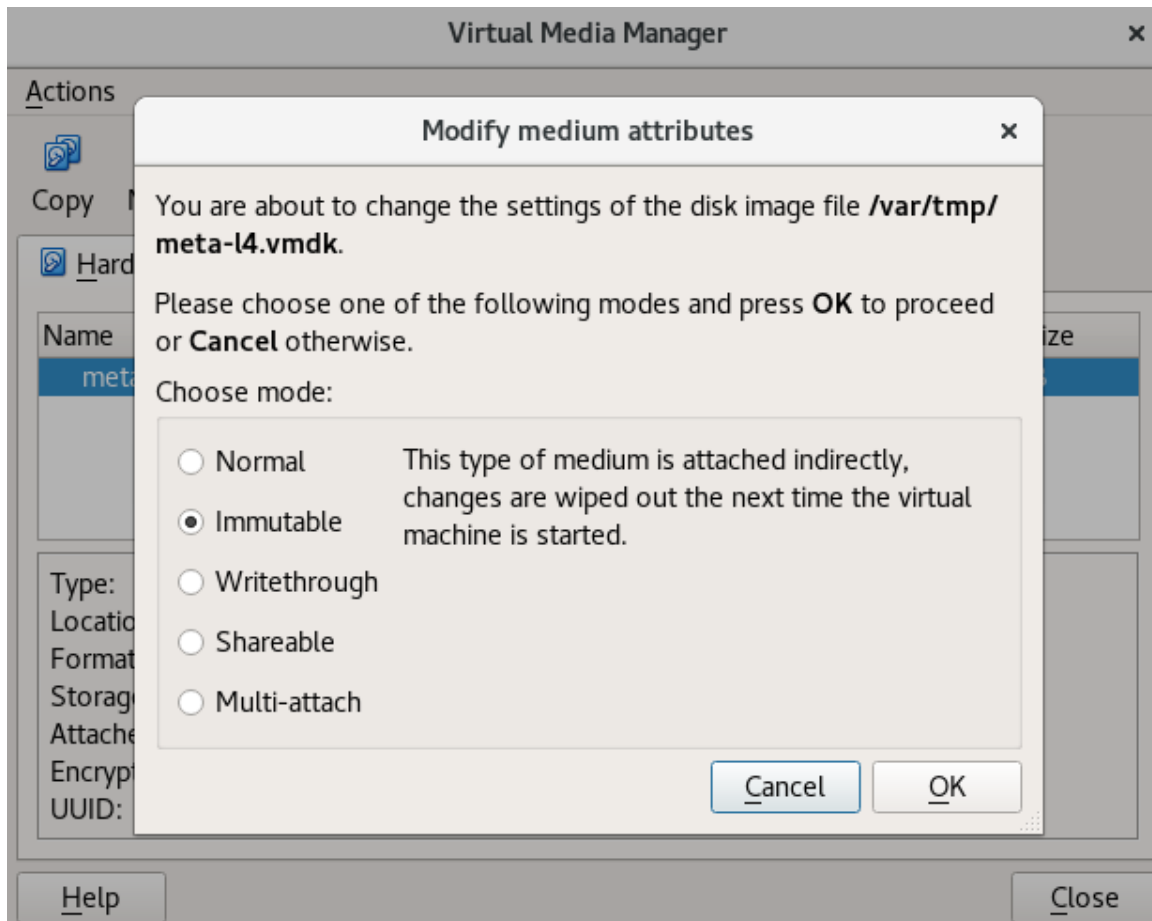 Virtual Media Manager
Actions
Modify medium attributes
Copy
You are about to change the settings of the disk image file /var/tmp/
meta-l4.vmdk.
Hard
Please choose one of the following modes and press OK to proceed
or Cancel otherwise.
Name
Choose mode:
Normal
This type of medium is attached indirectly,
changes are wiped out the next time the virtual
machine is started.
Immutable
Writethrough
Shareable
Multi-attach
Type:
UUID:
Cancel
OK
Help
Close